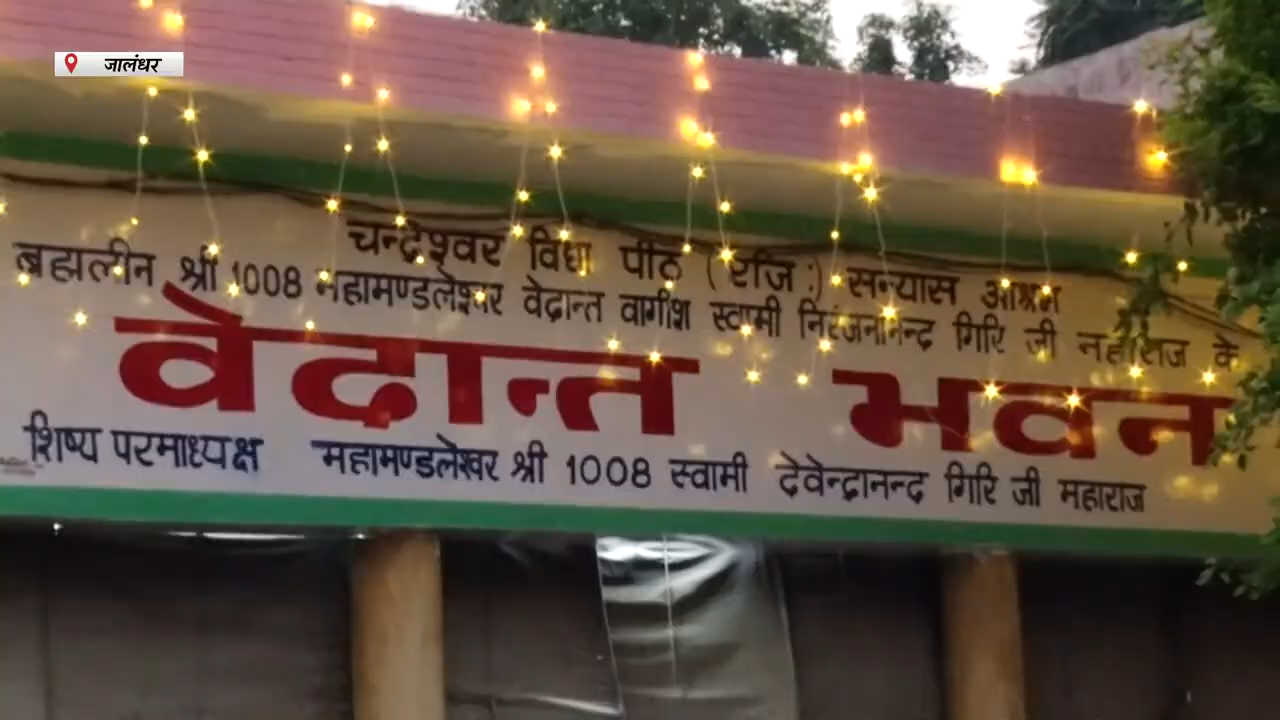 जालंधर
चन्द्रेश्वर विद्या पीठ (रजि :) सन्यास आश्रम
ब्रह्मलीन श्री 1008 महामण्डलेश्वर वेदान्त वागीश स्वामी निरंजनानन्द गिरि जी महाराज के
वेदान्त भवन
शिष्य परमाध्यक्ष महामण्डलेश्वर श्री 1008 स्वामी देवेन्द्रानन्द गिरि जी महाराज